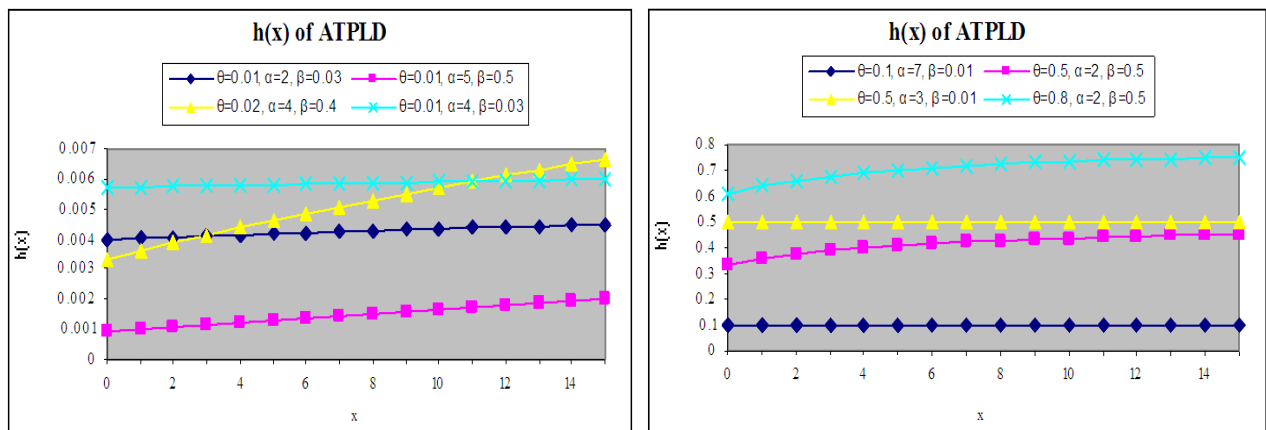 h(x) of ATPLD
θ=0.01, α=2, β=0.03 θ=0.01, α=5, β=0.5
θ=0.02, α=4, β=0.4 θ=0.01, α=4, β=0.03
0.007
0.006
0.005
0.004
0.003
0.002
0.001
0
h(x)
0 2 4 6 8 10 12 14
x
h(x) of ATPLD
θ=0.1, α=7, β=0.01 θ=0.5, α=2, β=0.5
θ=0.5, α=3, β=0.01 θ=0.8, α=2, β=0.5
0.8
0.7
0.6
0.5
0.4
0.3
0.2
0.1
0
h(x)
0 2 4 6 8 10 12 14
x